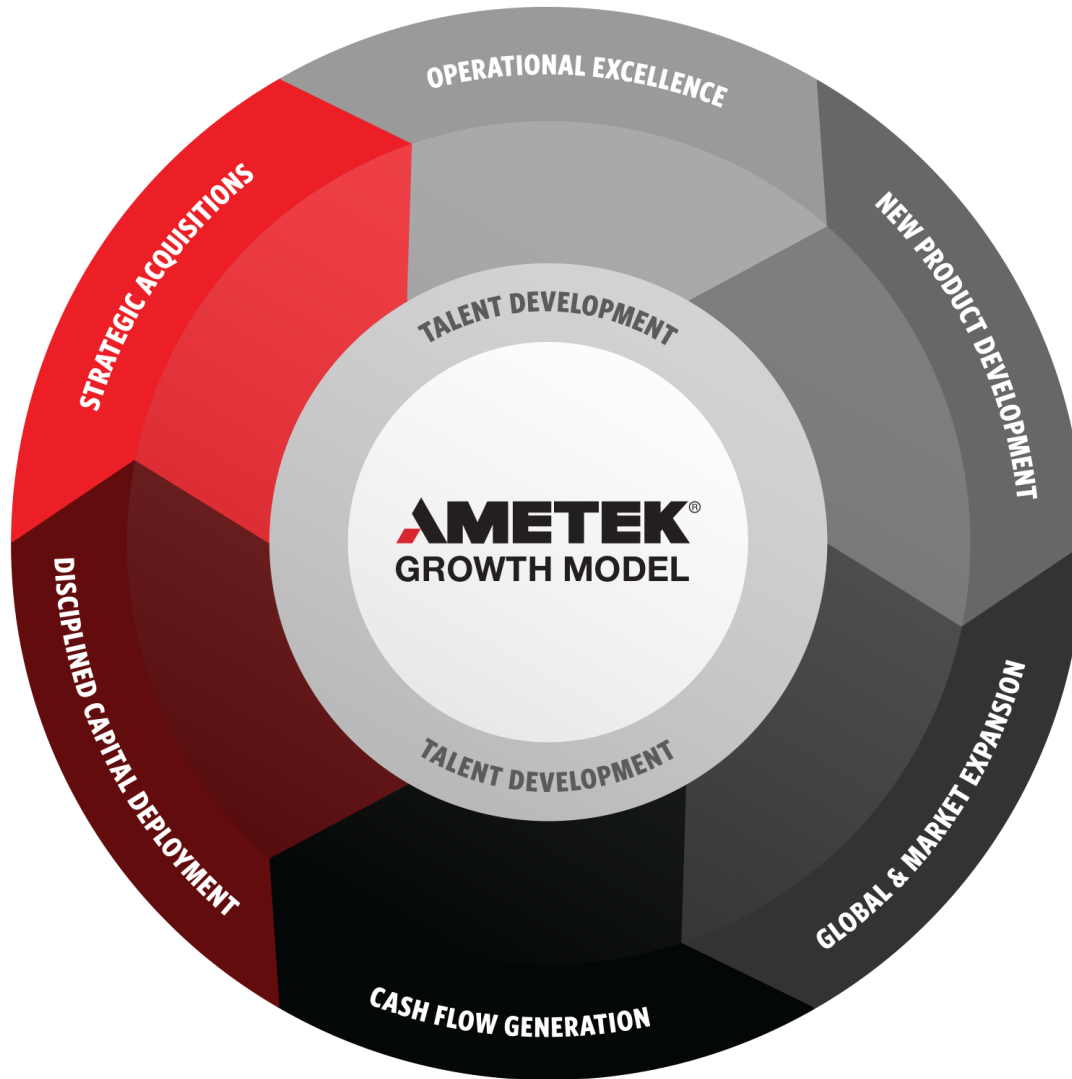 OPERATIONAL EXCELLENCE
NEW PRODUCT DEVELOPMENT
GLOBAL & MARKET EXPANSION
CASH FLOW GENERATION
DISCIPLINED CAPITAL DEPLOYMENT
STRATEGIC ACQUISITIONS
TALENT DEVELOPMENT
AMETEK®
GROWTH MODEL
TALENT DEVELOPMENT